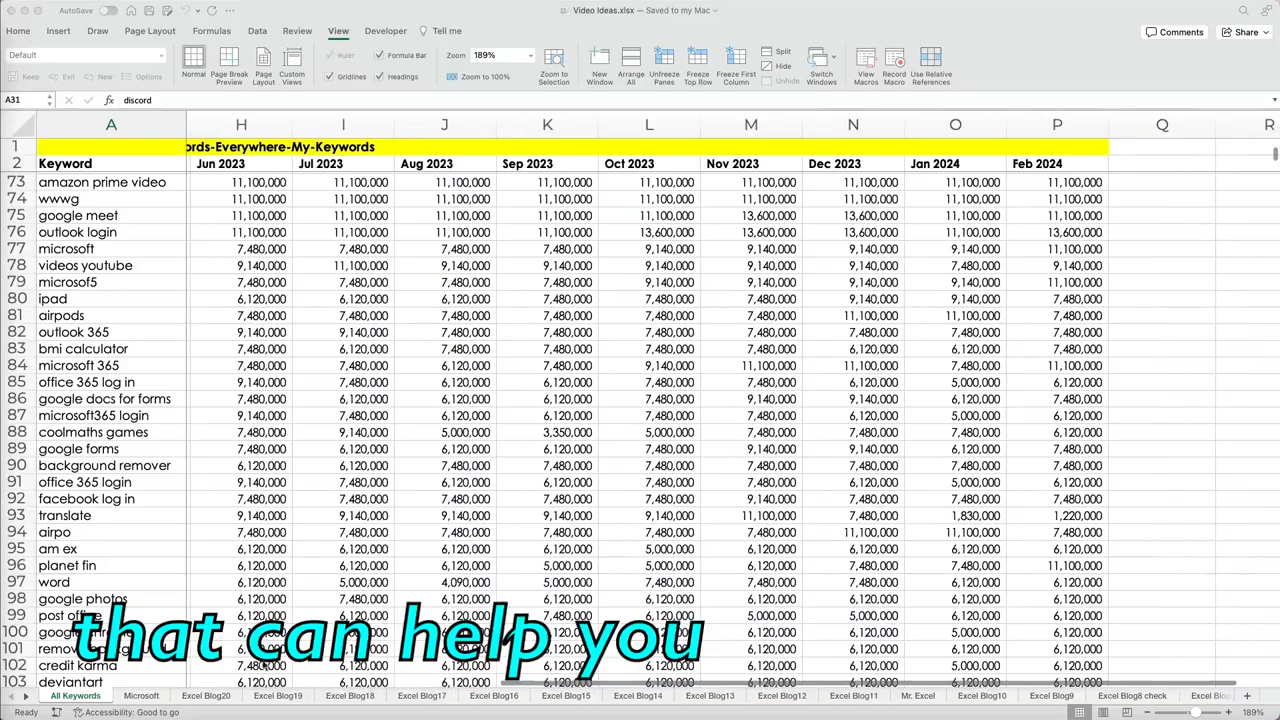 AutoSave Video Ideas.xlsx — Saved to my Mac
Home Insert Draw Page Layout Formulas Data Review View Developer Tell me Comments Share
Default Ruler Formula Bar Zoom 189% Split
Keep Exit New Options Gridlines Headings Zoom to 100% Hide Unhide
Normal Page Break Preview Page Layout Custom Views Zoom to Selection New Window Arrange All Unfreeze Panes Freeze Top Row Freeze First Column Switch Windows View Macros Record Macro Use Relative References
A31 fx discord
A H I J K L M N O P Q R
1 ords-Everywhere-My-Keywords
2 Keyword Jun 2023 Jul 2023 Aug 2023 Sep 2023 Oct 2023 Nov 2023 Dec 2023 Jan 2024 Feb 2024
73 amazon prime video 11,100,000 11,100,000 11,100,000 11,100,000 11,100,000 11,100,000 11,100,000 11,100,000 11,100,000
74 wwwg 11,100,000 11,100,000 11,100,000 11,100,000 11,100,000 11,100,000 11,100,000 11,100,000 11,100,000
75 google meet 11,100,000 11,100,000 11,100,000 11,100,000 11,100,000 13,600,000 13,600,000 11,100,000 11,100,000
76 outlook login 11,100,000 11,100,000 11,100,000 11,100,000 13,600,000 13,600,000 13,600,000 11,100,000 13,600,000
77 microsoft 7,480,000 7,480,000 7,480,000 7,480,000 9,140,000 9,140,000 9,140,000 9,140,000 11,100,000
78 videos youtube 9,140,000 11,100,000 9,140,000 9,140,000 9,140,000 9,140,000 9,140,000 7,480,000 9,140,000
79 microsof5 7,480,000 7,480,000 7,480,000 7,480,000 9,140,000 9,140,000 9,140,000 9,140,000 11,100,000
80 ipad 6,120,000 6,120,000 6,120,000 7,480,000 7,480,000 9,140,000 9,140,000 9,140,000 7,480,000
81 airpods 7,480,000 7,480,000 7,480,000 7,480,000 7,480,000 9,140,000 11,100,000 11,100,000 7,480,000
82 outlook 365 9,140,000 9,140,000 7,480,000 7,480,000 7,480,000 7,480,000 7,480,000 7,480,000 7,480,000
83 bmi calculator 7,480,000 6,120,000 7,480,000 7,480,000 7,480,000 7,480,000 6,120,000 6,120,000 7,480,000
84 microsoft 365 7,480,000 7,480,000 6,120,000 7,480,000 9,140,000 11,100,000 11,100,000 7,480,000 11,100,000
85 office 365 log in 9,140,000 7,480,000 6,120,000 6,120,000 7,480,000 7,480,000 6,120,000 5,000,000 6,120,000
86 google docs for forms 7,480,000 6,120,000 6,120,000 7,480,000 7,480,000 9,140,000 9,140,000 6,120,000 7,480,000
87 microsoft365 login 9,140,000 7,480,000 6,120,000 6,120,000 7,480,000 7,480,000 6,120,000 5,000,000 6,120,000
88 coolmaths games 7,480,000 9,140,000 5,000,000 3,350,000 5,000,000 7,480,000 7,480,000 7,480,000 6,120,000
89 google forms 7,480,000 6,120,000 6,120,000 7,480,000 7,480,000 9,140,000 9,140,000 6,120,000 7,480,000
90 background remover 6,120,000 6,120,000 7,480,000 7,480,000 7,480,000 7,480,000 7,480,000 7,480,000 7,480,000
91 office 365 login 9,140,000 7,480,000 6,120,000 6,120,000 7,480,000 7,480,000 6,120,000 5,000,000 6,120,000
92 facebook log in 7,480,000 7,480,000 7,480,000 7,480,000 7,480,000 9,140,000 7,480,000 7,480,000 6,120,000
93 translate 9,140,000 9,140,000 9,140,000 9,140,000 9,140,000 11,100,000 7,480,000 1,830,000 1,220,000
94 airpo 7,480,000 7,480,000 7,480,000 7,480,000 7,480,000 7,480,000 11,100,000 11,100,000 7,480,000
95 am ex 6,120,000 6,120,000 6,120,000 6,120,000 5,000,000 6,120,000 6,120,000 6,120,000 6,120,000
96 planet fin 6,120,000 6,120,000 6,120,000 5,000,000 5,000,000 6,120,000 6,120,000 7,480,000 11,100,000
97 word 6,120,000 5,000,000 4,090,000 5,000,000 7,480,000 7,480,000 6,120,000 6,120,000 6,120,000
98 google photos 6,120,000 7,480,000 6,120,000 6,120,000 6,120,000 6,120,000 6,120,000 6,120,000 6,120,000
99 post 7,480,000 6,120,000 5,000,000 5,000,000 6,120,000 6,120,000
100 6,120,000 6,120,000 6,120,000 5,000,000 6,120,000
101 6,120,000 6,120,000 6,120,000 6,120,000
that can help you
102 credit karma 6,120,000 6,120,000 6,120,000 6,120,000 6,120,000 6,120,000 5,000,000 6,120,000
103 deviantart 6,120,000 6,120,000 6,120,000 6,120,000 6,120,000 6,120,000 6,120,000 6,120,000 6,120,000
All Keywords Microsoft Excel Blog20 Excel Blog19 Excel Blog18 Excel Blog17 Excel Blog16 Excel Blog15 Excel Blog14 Excel Blog13 Excel Blog12 Excel Blog11 Mr. Excel Excel Blog10 Excel Blog9 Excel Blog8 check Excel
Ready Accessibility: Good to go 189%